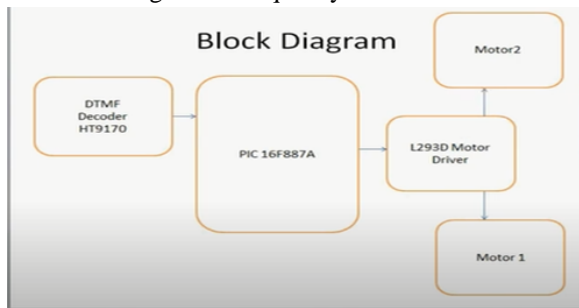 Block Diagram
Motor2
DTMF
Decoder
HT9170
PIC 16F887A
L293D Motor
Driver
Motor 1